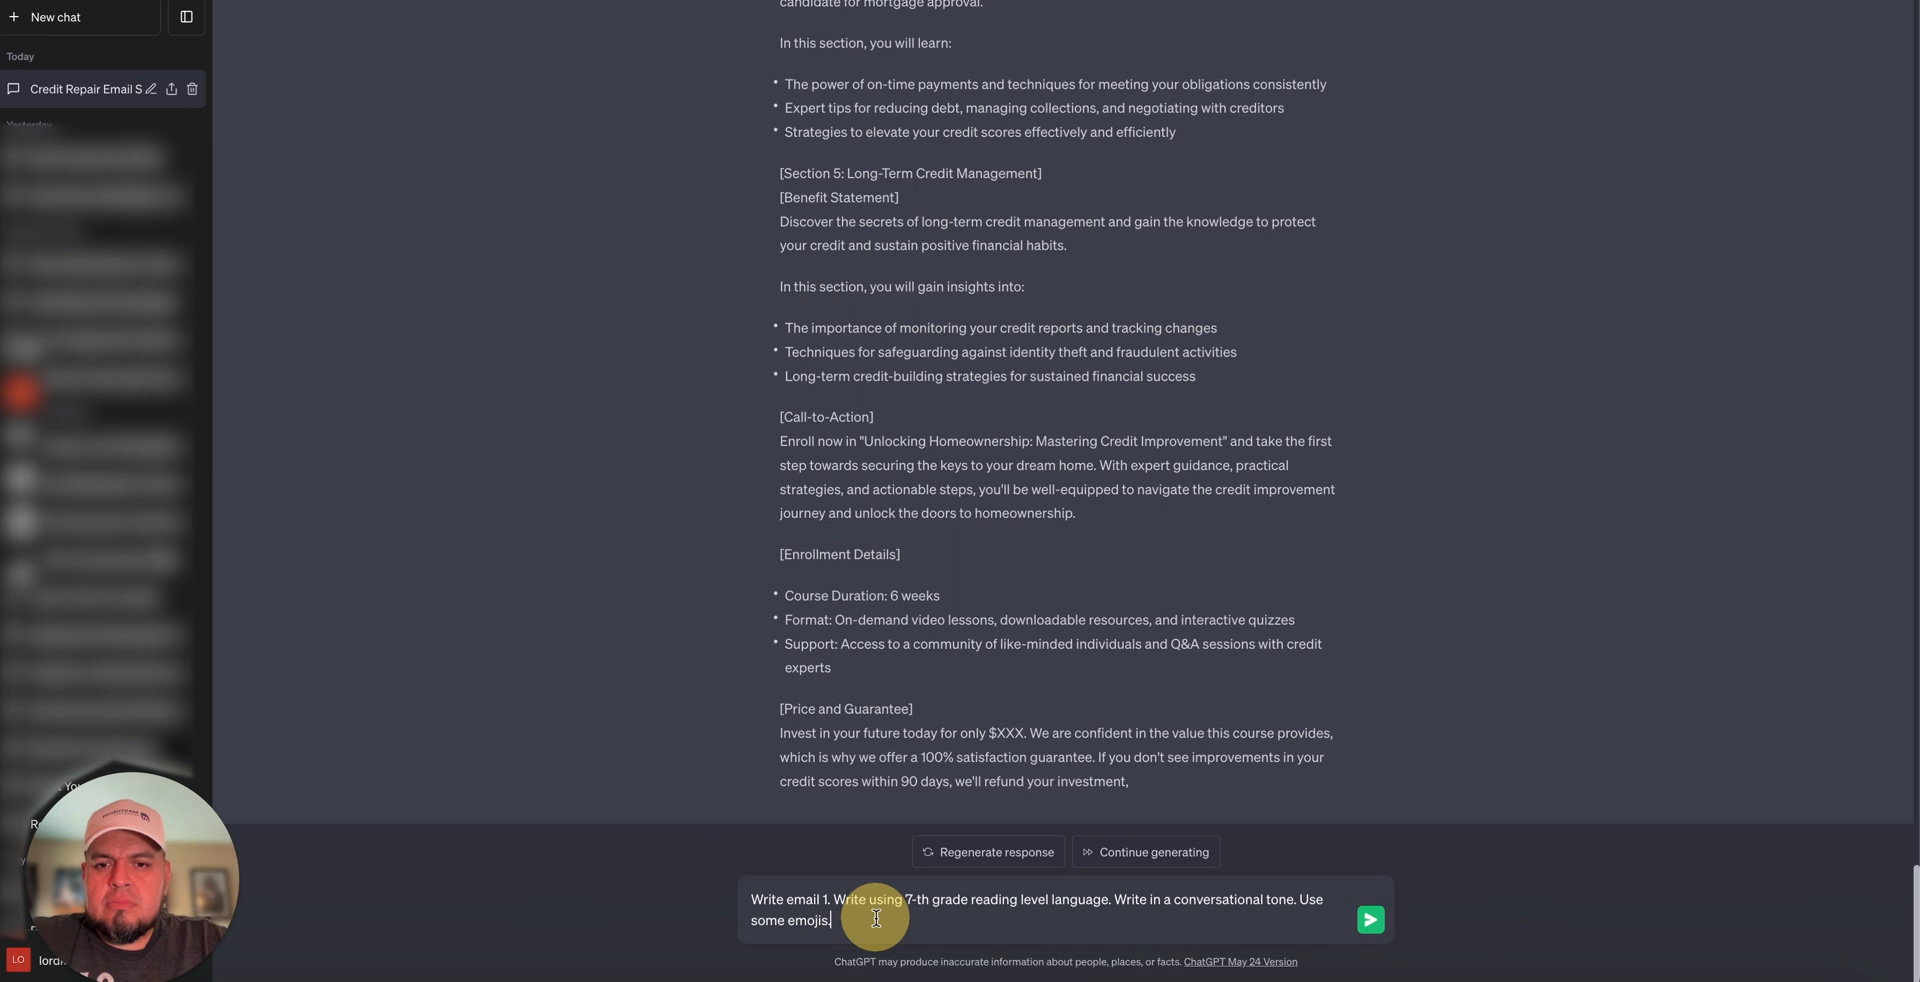 New chat
Today
Credit Repair Email S
Yesterday
candidate for mortgage approval.
In this section, you will learn:
• The power of on-time payments and techniques for meeting your obligations consistently
• Expert tips for reducing debt, managing collections, and negotiating with creditors
• Strategies to elevate your credit scores effectively and efficiently
[Section 5: Long-Term Credit Management]
[Benefit Statement]
Discover the secrets of long-term credit management and gain the knowledge to protect
your credit and sustain positive financial habits.
In this section, you will gain insights into:
• The importance of monitoring your credit reports and tracking changes
• Techniques for safeguarding against identity theft and fraudulent activities
• Long-term credit-building strategies for sustained financial success
[Call-to-Action]
Enroll now in "Unlocking Homeownership: Mastering Credit Improvement" and take the first
step towards securing the keys to your dream home. With expert guidance, practical
strategies, and actionable steps, you'll be well-equipped to navigate the credit improvement
journey and unlock the doors to homeownership.
[Enrollment Details]
• Course Duration: 6 weeks
• Format: On-demand video lessons, downloadable resources, and interactive quizzes
• Support: Access to a community of like-minded individuals and Q&A sessions with credit
experts
[Price and Guarantee]
Invest in your future today for only $XXX. We are confident in the value this course provides,
which is why we offer a 100% satisfaction guarantee. If you don't see improvements in your
credit scores within 90 days, we'll refund your investment,
Regenerate response
Continue generating
Write email 1. Write using 7-th grade reading level language. Write in a conversational tone. Use
some emojis.
ChatGPT may produce inaccurate information about people, places, or facts. ChatGPT May 24 Version
LO